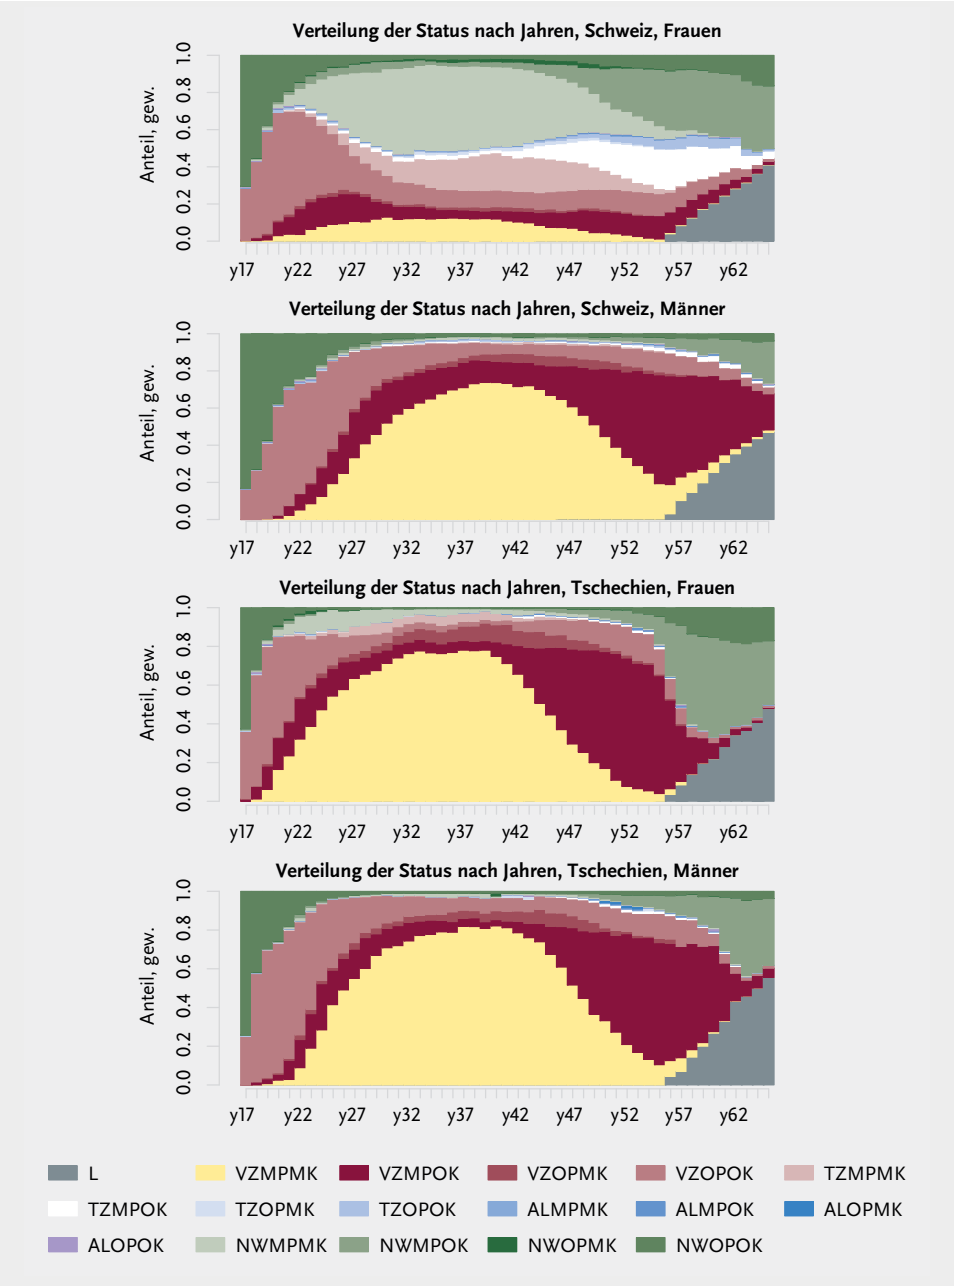 Verteilung der Status nach Jahren, Schweiz, Frauen
Anteil, gew.
1.0
0.8
0.6
0.4
0.2
0.0
y17 y22 y27 y32 y37 y42 y47 y52 y57 y62
Verteilung der Status nach Jahren, Schweiz, Männer
Anteil, gew.
1.0
0.8
0.6
0.4
0.2
0.0
y17 y22 y27 y32 y37 y42 y47 y52 y57 y62
Verteilung der Status nach Jahren, Tschechien, Frauen
Anteil, gew.
1.0
0.8
0.6
0.4
0.2
0.0
y17 y22 y27 y32 y37 y42 y47 y52 y57 y62
Verteilung der Status nach Jahren, Tschechien, Männer
Anteil, gew.
1.0
0.8
0.6
0.4
0.2
0.0
y17 y22 y27 y32 y37 y42 y47 y52 y57 y62
L VZMPMK VZMPOK VZOPMK VZOPOK TZMPMK
TZMPOK TZOPMK TZOPOK ALMPMK ALMPOK ALOPMK
ALOPOK NWMPMK NWMPOK NWOPMK NWOPOK